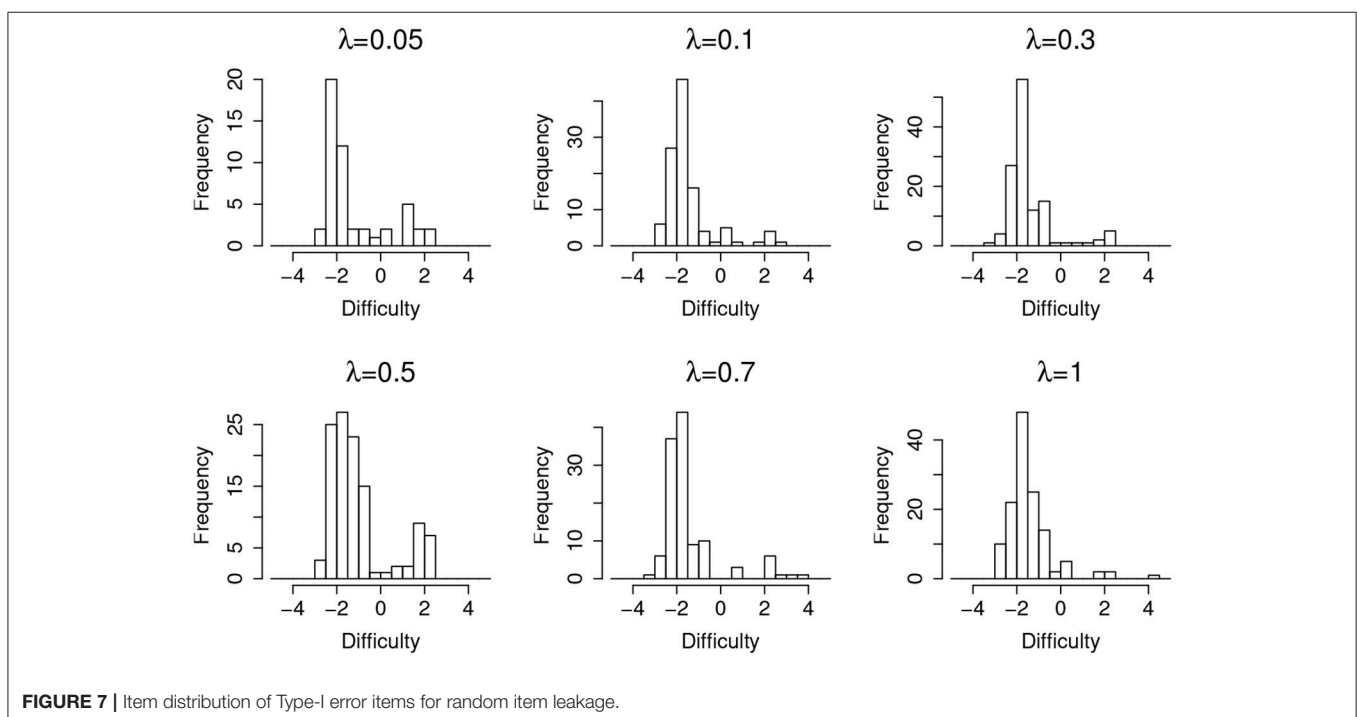 λ=0.05
Frequency
0 5 10 15 20
−4 −2 0 2 4
Difficulty
λ=0.1
Frequency
0 10 30
−4 −2 0 2 4
Difficulty
λ=0.3
Frequency
0 20 40
−4 −2 0 2 4
Difficulty
λ=0.5
Frequency
0 5 15 25
−4 −2 0 2 4
Difficulty
λ=0.7
Frequency
0 10 30
−4 −2 0 2 4
Difficulty
λ=1
Frequency
0 20 40
−4 −2 0 2 4
Difficulty
FIGURE 7 | Item distribution of Type-I error items for random item leakage.